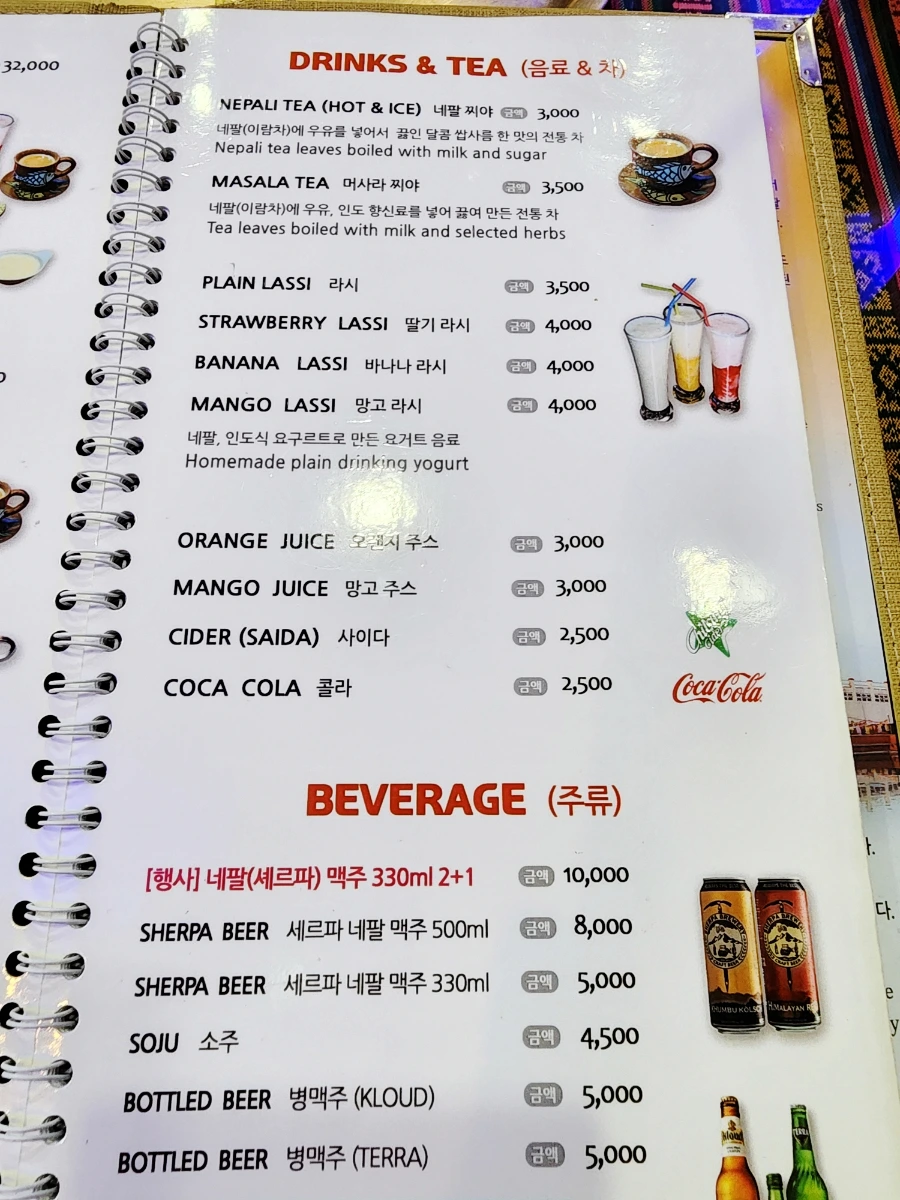 32,000
DRINKS & TEA (음료 & 차)
NEPALI TEA (HOT & ICE) 네팔 찌야 금액 3,000
네팔(이람차)에 우유를 넣어서 끓인 달콤 쌉사름 한 맛의 전통 차
Nepali tea leaves boiled with milk and sugar
MASALA TEA 머사라 찌야 금액 3,500
네팔(이람차)에 우유, 인도 향신료를 넣어 끓여 만든 전통 차
Tea leaves boiled with milk and selected herbs
PLAIN LASSI 라시 금액 3,500
STRAWBERRY LASSI 딸기 라시 금액 4,000
BANANA LASSI 바나나 라시 금액 4,000
MANGO LASSI 망고 라시 금액 4,000
네팔, 인도식 요구르트로 만든 요거트 음료
Homemade plain drinking yogurt
ORANGE JUICE 오렌지 주스 금액 3,000
MANGO JUICE 망고 주스 금액 3,000
CIDER (SAIDA) 사이다 금액 2,500
COCA COLA 콜라 금액 2,500
Coca-Cola
BEVERAGE (주류)
[행사] 네팔(셰르파) 맥주 330ml 2+1 금액 10,000
SHERPA BEER 세르파 네팔 맥주 500ml 금액 8,000
SHERPA BEER 세르파 네팔 맥주 330ml 금액 5,000
SOJU 소주 금액 4,500
BOTTLED BEER 병맥주 (KLOUD) 금액 5,000
BOTTLED BEER 병맥주 (TERRA) 금액 5,000